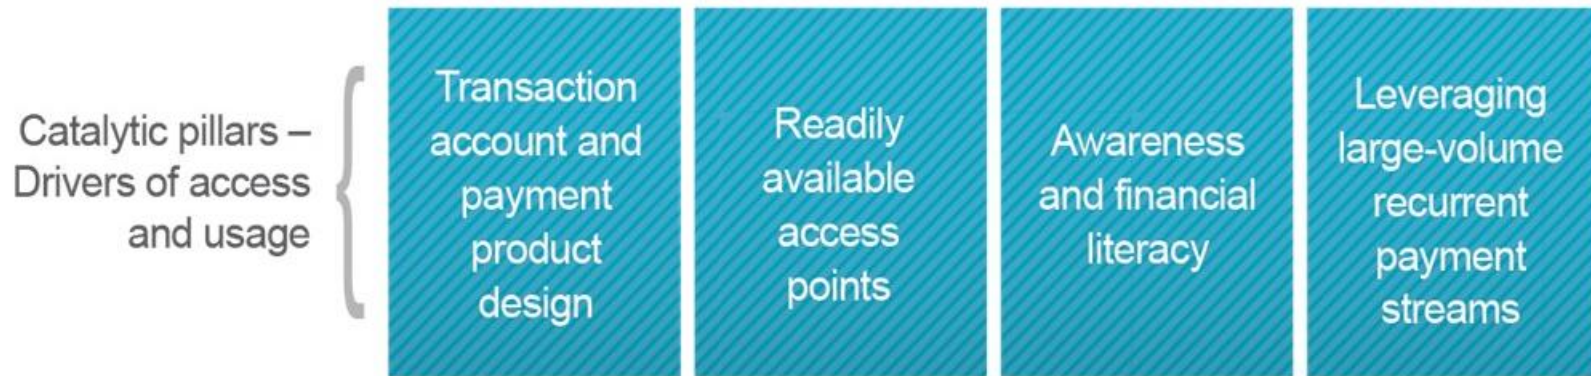 Catalytic pillars –
Drivers of access
and usage
Transaction
account and
payment
product
design
Readily
available
access
points
Awareness
and financial
literacy
Leveraging
large-volume
recurrent
payment
streams